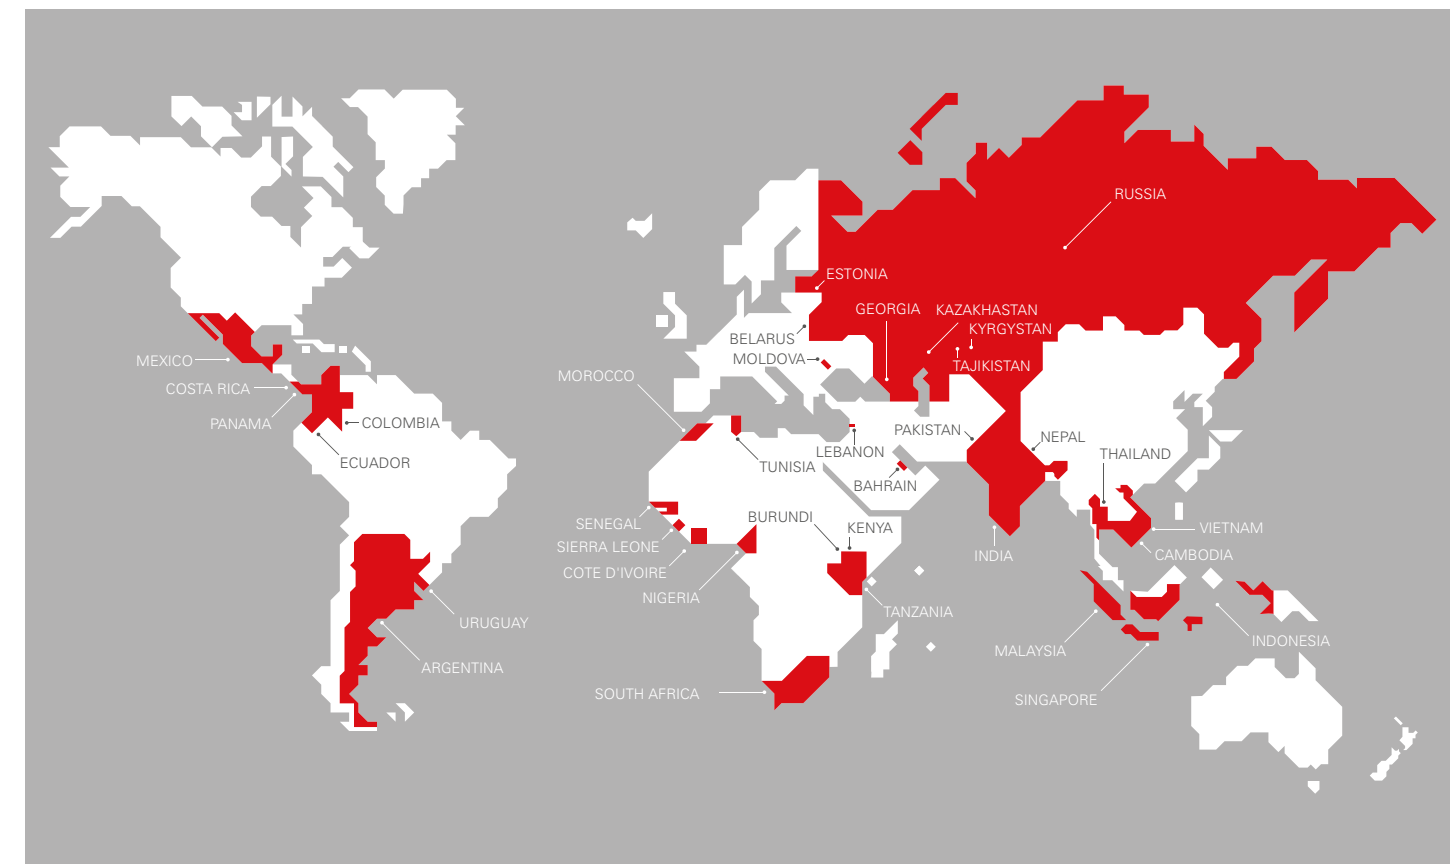 RUSSIA
ESTONIA
GEORGIA
KAZAKHASTAN
KYRGYSTAN
BELARUS
MOLDOVA
TAJIKISTAN
MEXICO
MOROCCO
COSTA RICA
PANAMA
COLOMBIA
PAKISTAN
NEPAL
LEBANON
THAILAND
ECUADOR
TUNISIA
BAHRAIN
SENEGAL
BURUNDI
KENYA
VIETNAM
SIERRA LEONE
INDIA
CAMBODIA
COTE D'IVOIRE
NIGERIA
TANZANIA
URUGUAY
INDONESIA
MALAYSIA
ARGENTINA
SOUTH AFRICA
SINGAPORE